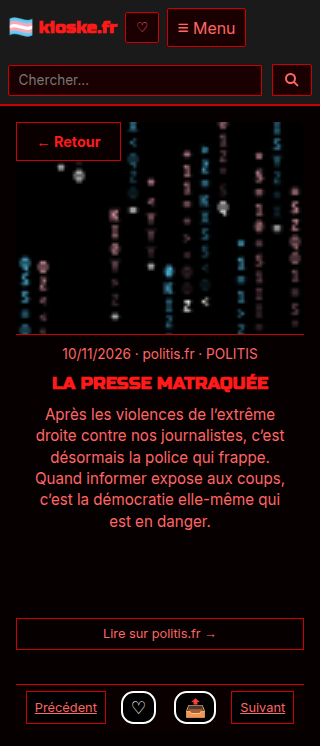 kloske.fr
♡
≡ Menu
Chercher...
← Retour
10/11/2026 · politis.fr · POLITIS
LA PRESSE MATRAQUÉE
Après les violences de l’extrême
droite contre nos journalistes, c’est
désormais la police qui frappe.
Quand informer expose aux coups,
c’est la démocratie elle-même qui
est en danger.
Lire sur politis.fr →
Précédent
♡
Suivant